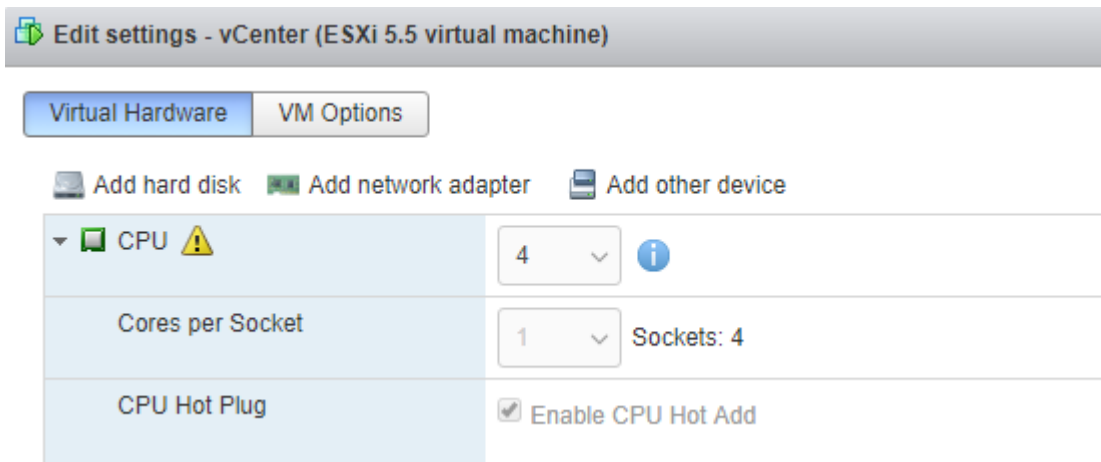 Edit settings - vCenter (ESXi 5.5 virtual machine)
Virtual Hardware VM Options
Add hard disk Add network adapter Add other device
CPU 4
Cores per Socket 1 Sockets: 4
CPU Hot Plug Enable CPU Hot Add